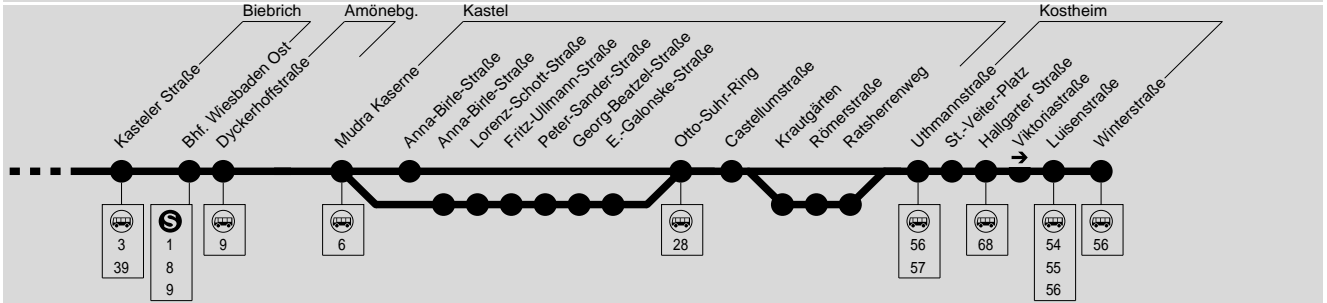 Biebrich
Amönebg.
Kastel
Kostheim
Kasteler Straße
Bhf. Wiesbaden Ost
Dyckerhoffstraße
Mudra Kaserne
Anna-Birle-Straße
Anna-Birle-Straße
Lorenz-Schott-Straße
Fritz-Ullmann-Straße
Peter-Sander-Straße
Georg-Beatzel-Straße
E.-Galonske-Straße
Otto-Suhr-Ring
Castellumstraße
Krautgärten
Römerstraße
Ratsherrenweg
Uthmannstraße
St.-Veiter-Platz
Hallgarter Straße
Viktoriastraße
Luisenstraße
Winterstraße
3
39
S
1
8
9
9
6
28
56
57
68
54
55
56
56